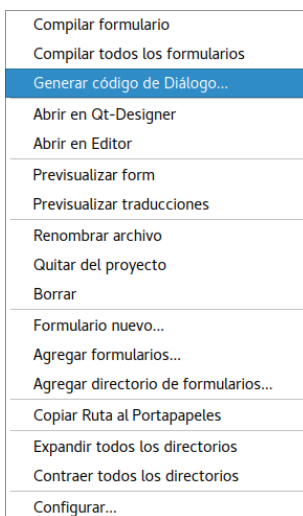 Compilar formulario
Compilar todos los formularios
Generar código de Diálogo...
Abrir en Qt-Designer
Abrir en Editor
Previsualizar form
Previsualizar traducciones
Renombrar archivo
Quitar del proyecto
Borrar
Formulario nuevo...
Agregar formularios...
Agregar directorio de formularios...
Copiar Ruta al Portapapeles
Expandir todos los directorios
Contraer todos los directorios
Configurar...